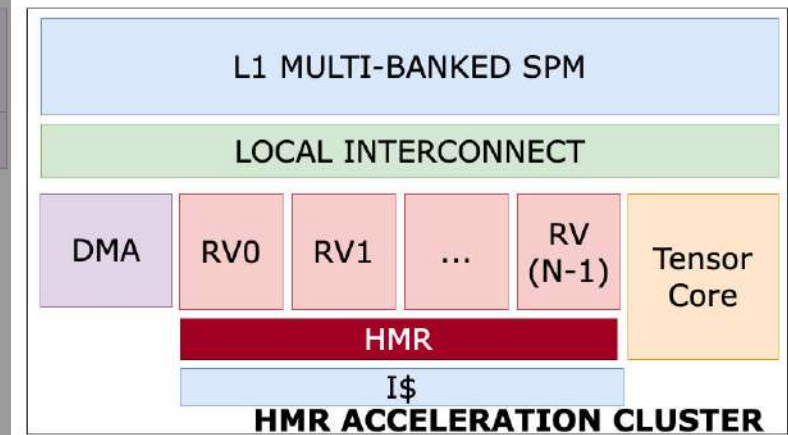 L1 MULTI-BANKED SPM
LOCAL INTERCONNECT
DMA
RV0
RV1
...
RV
(N-1)
Tensor
Core
HMR
I$
HMR ACCELERATION CLUSTER